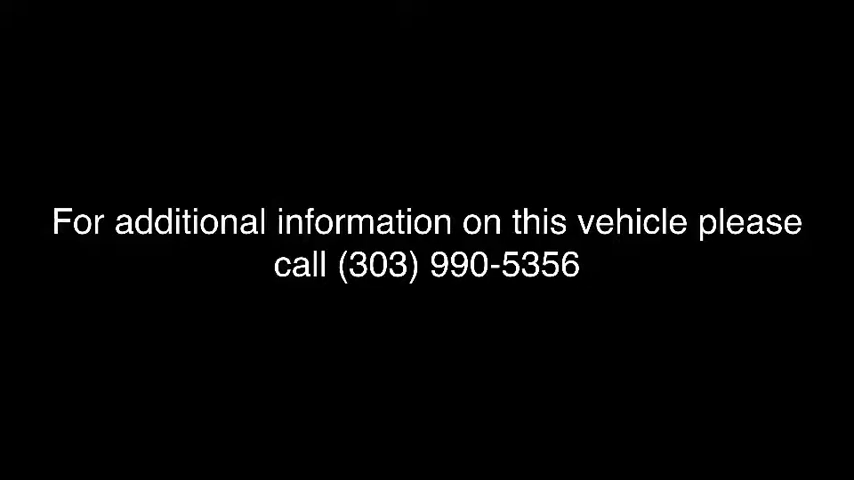 For additional information on this vehicle please
call (303) 990-5356